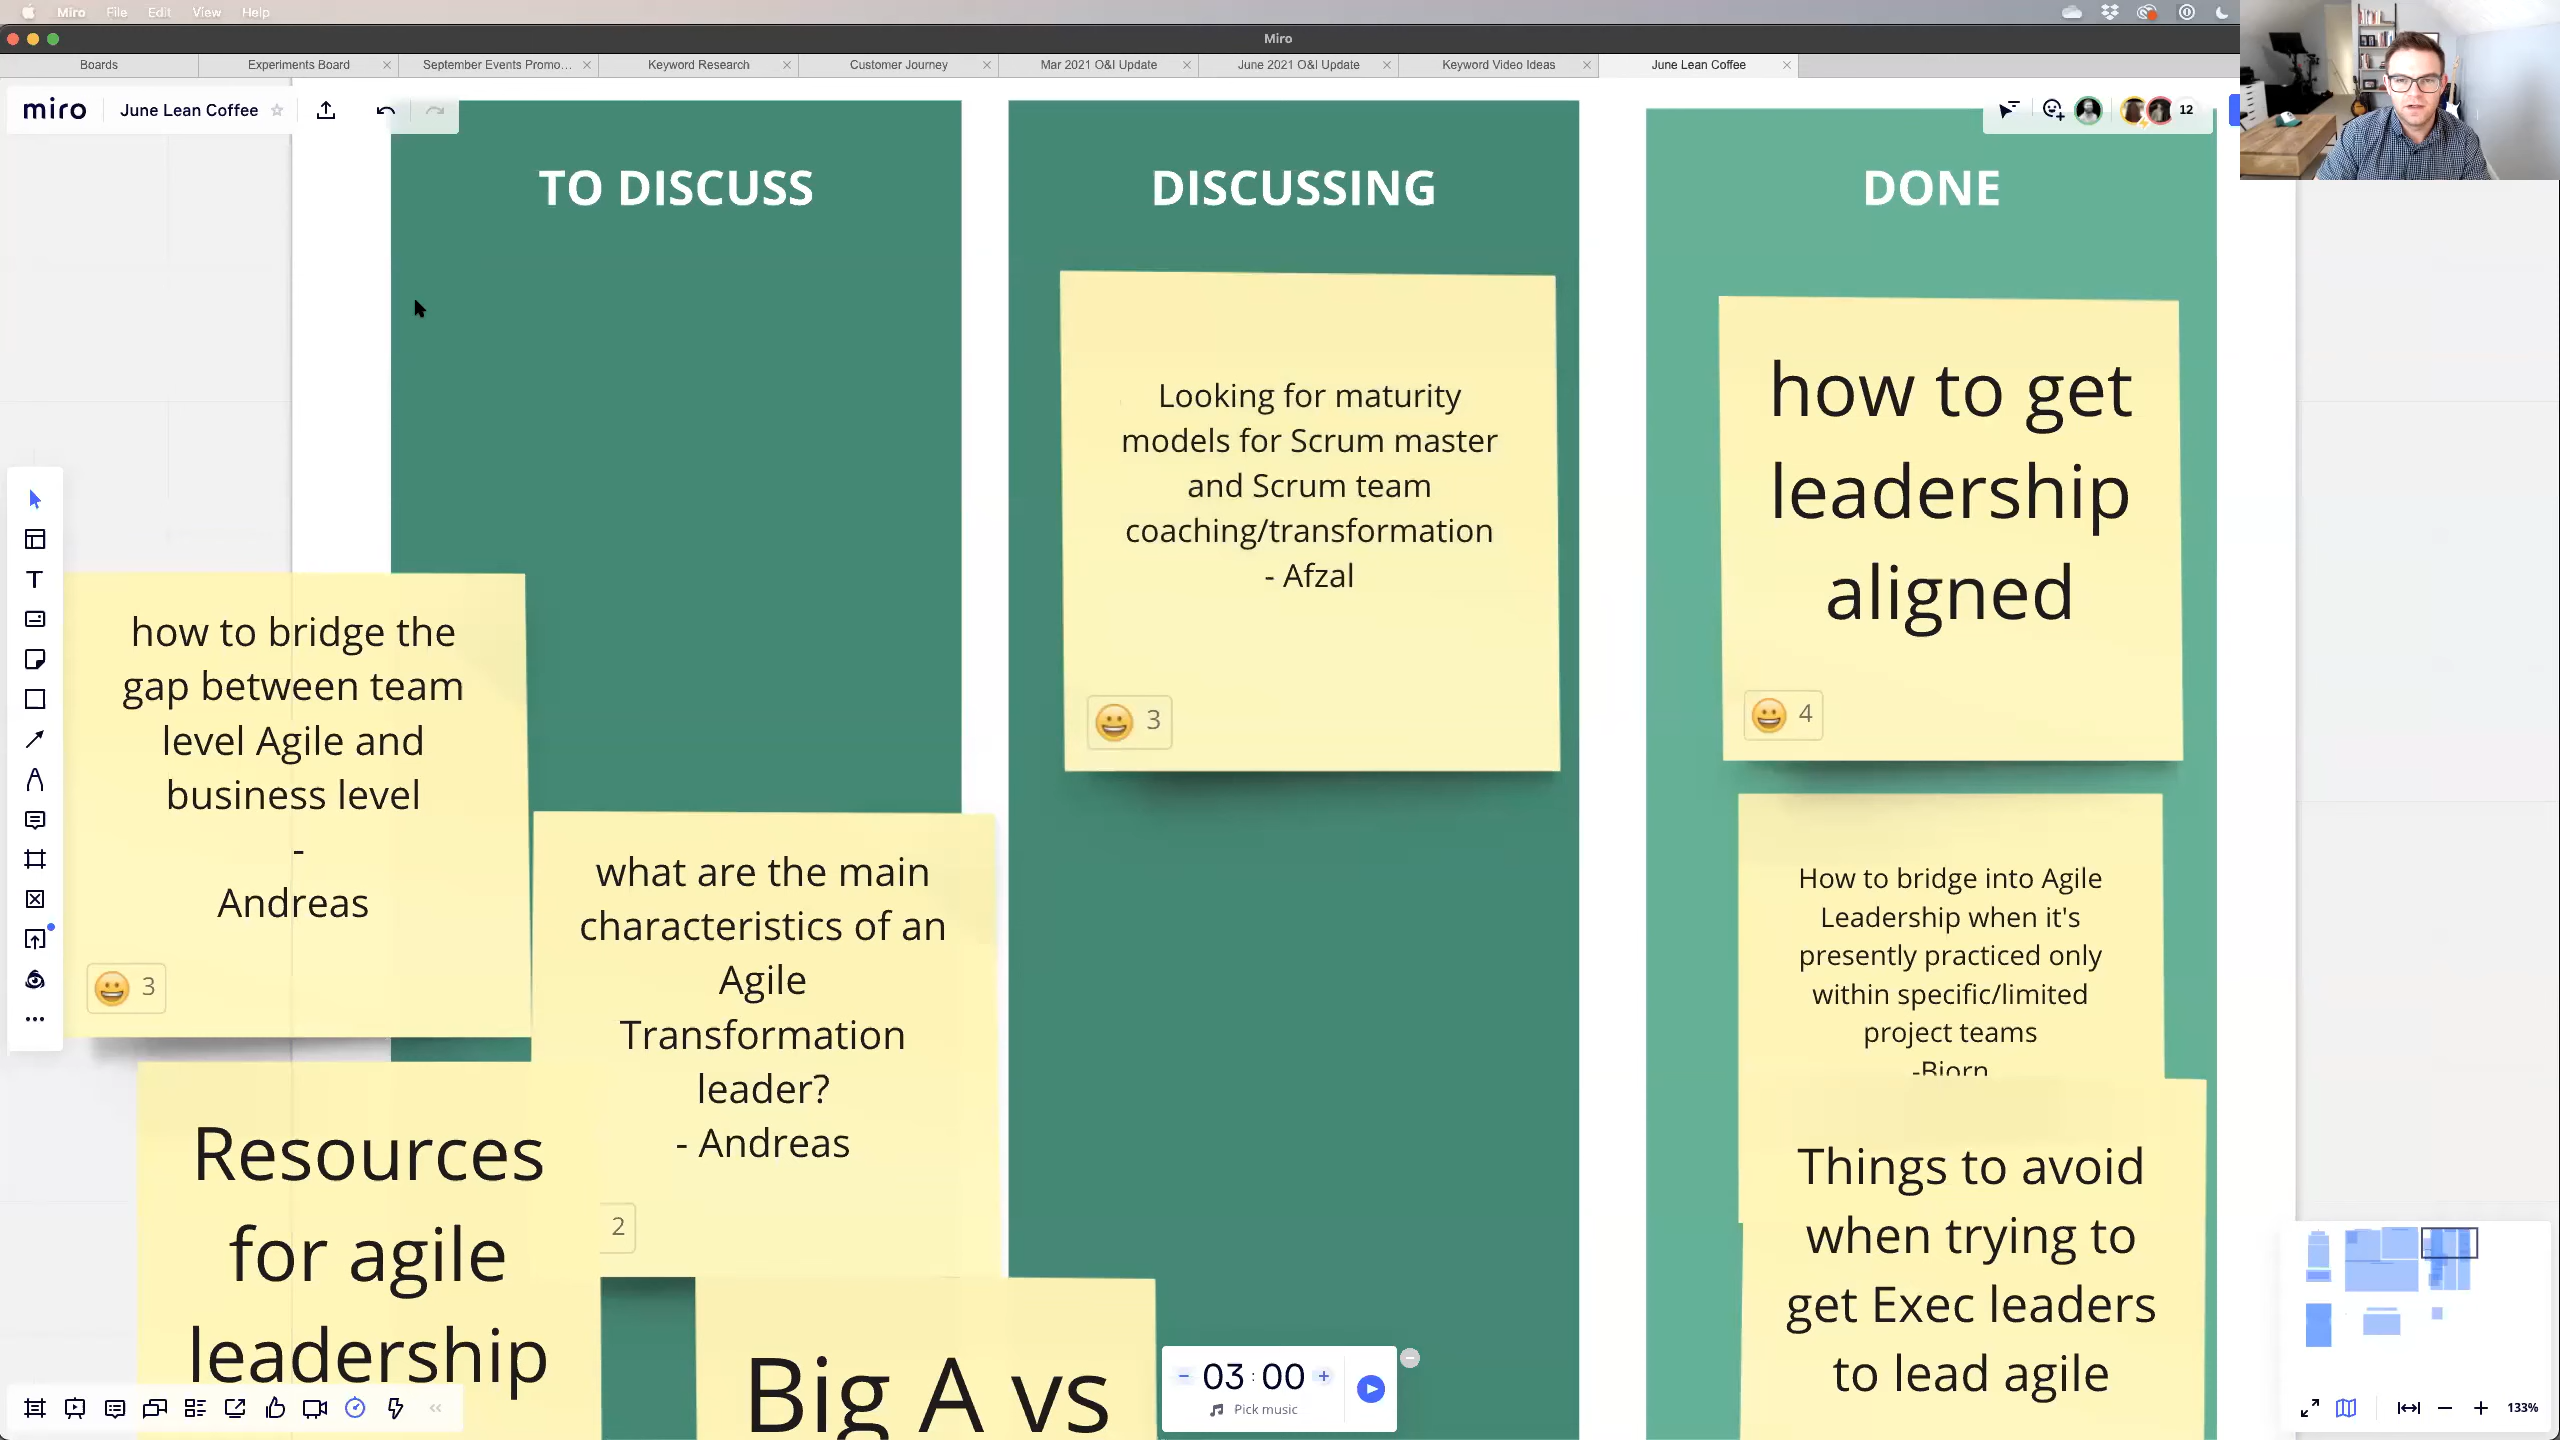 Miro File Edit View Help
Miro
Boards Experiments Board September Events Promo... Keyword Research Customer Journey Mar 2021 O&I Update June 2021 O&I Update Keyword Video Ideas June Lean Coffee
miro June Lean Coffee
12
TO DISCUSS
how to bridge the
gap between team
level Agile and
business level
-
Andreas
3
what are the main
characteristics of an
Agile
Transformation
leader?
- Andreas
2
Resources
for agile
leadership
Big A vs
DISCUSSING
Looking for maturity
models for Scrum master
and Scrum team
coaching/transformation
- Afzal
3
DONE
how to get
leadership
aligned
4
How to bridge into Agile
Leadership when it's
presently practiced only
within specific/limited
project teams
-Bjorn
Things to avoid
when trying to
get Exec leaders
to lead agile
03 : 00
Pick music
133%